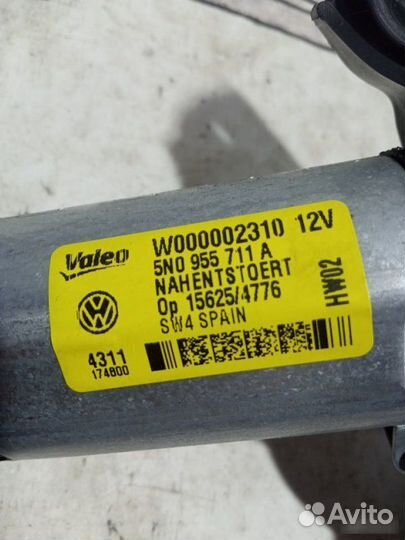 Valeo W000002310 12V
5N0 955 711 A
NAHENTSTOERT
Op 15625/4776
SW4 SPAIN
HW02
4311
174800
Avito